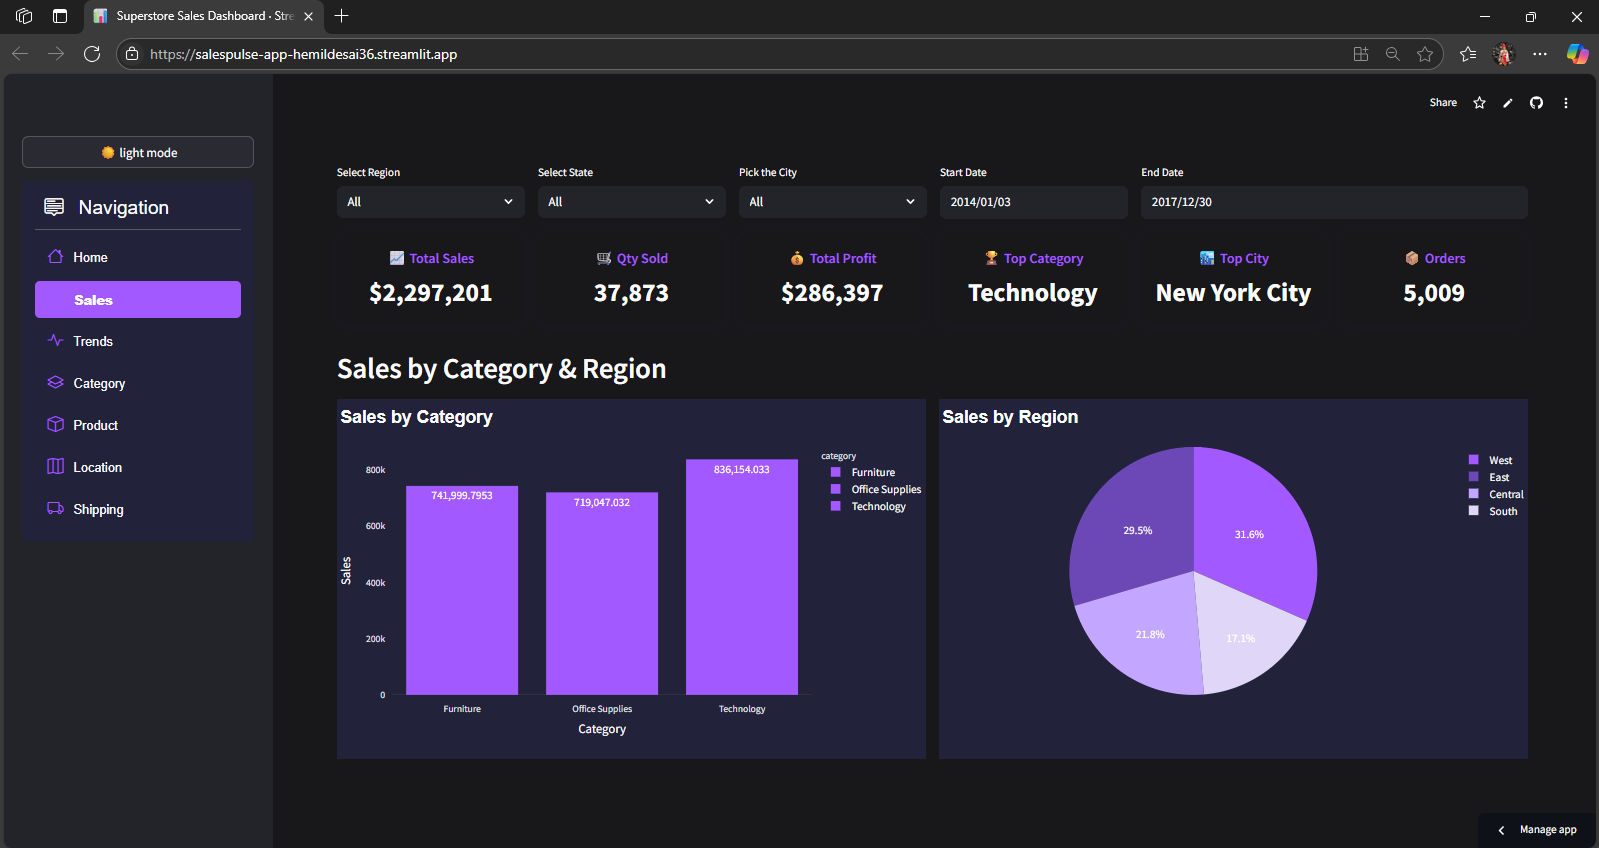 Superstore Sales Dashboard · Stre
https://salespulse-app-hemildesai36.streamlit.app
Share
light mode
Navigation
Home
Sales
Trends
Category
Product
Location
Shipping
Select Region
Select State
Pick the City
Start Date
End Date
All
All
All
2014/01/03
2017/12/30
Total Sales
Qty Sold
Total Profit
Top Category
Top City
Orders
$2,297,201
37,873
$286,397
Technology
New York City
5,009
Sales by Category & Region
Sales by Category
800k
600k
400k
200k
0
Sales
741,999.7953
719,047.032
836,154.033
Furniture
Office Supplies
Technology
Category
category
Furniture
Office Supplies
Technology
Sales by Region
29.5%
31.6%
21.8%
17.1%
West
East
Central
South
Manage app